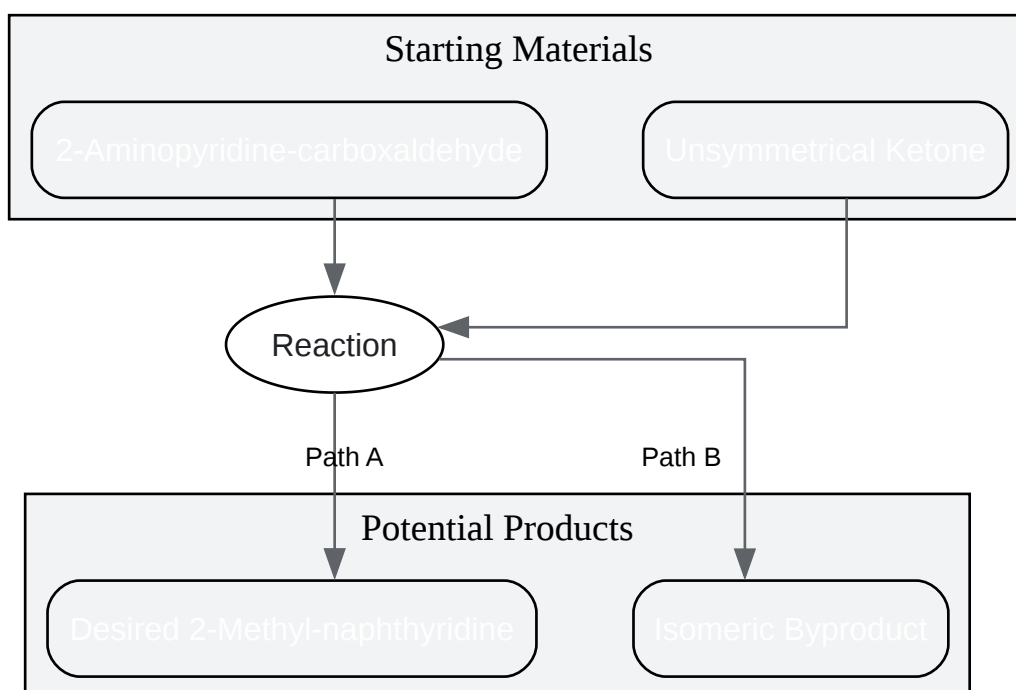 Starting Materials
2-Aminopyridine-carboxaldehyde
Unsymmetrical Ketone
Reaction
Path A
Path B
Potential Products
Desired 2-Methyl-naphthyridine
Isomeric Byproduct